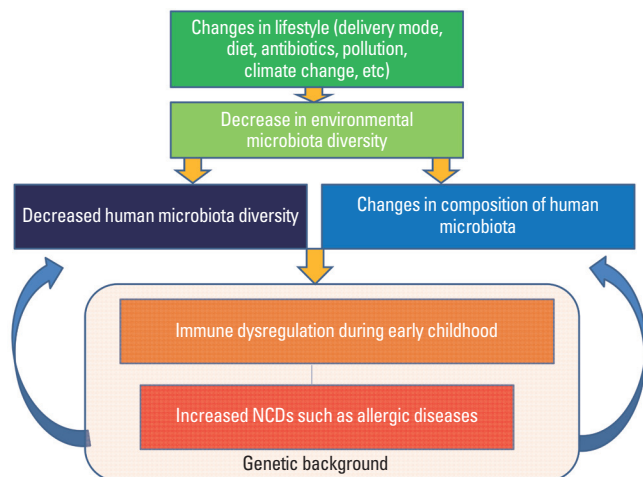 Changes in lifestyle (delivery mode,
diet, antibiotics, pollution,
climate change, etc)
Decrease in environmental
microbiota diversity
Decreased human microbiota diversity
Changes in composition of human
microbiota
Immune dysregulation during early childhood
Increased NCDs such as allergic diseases
Genetic background